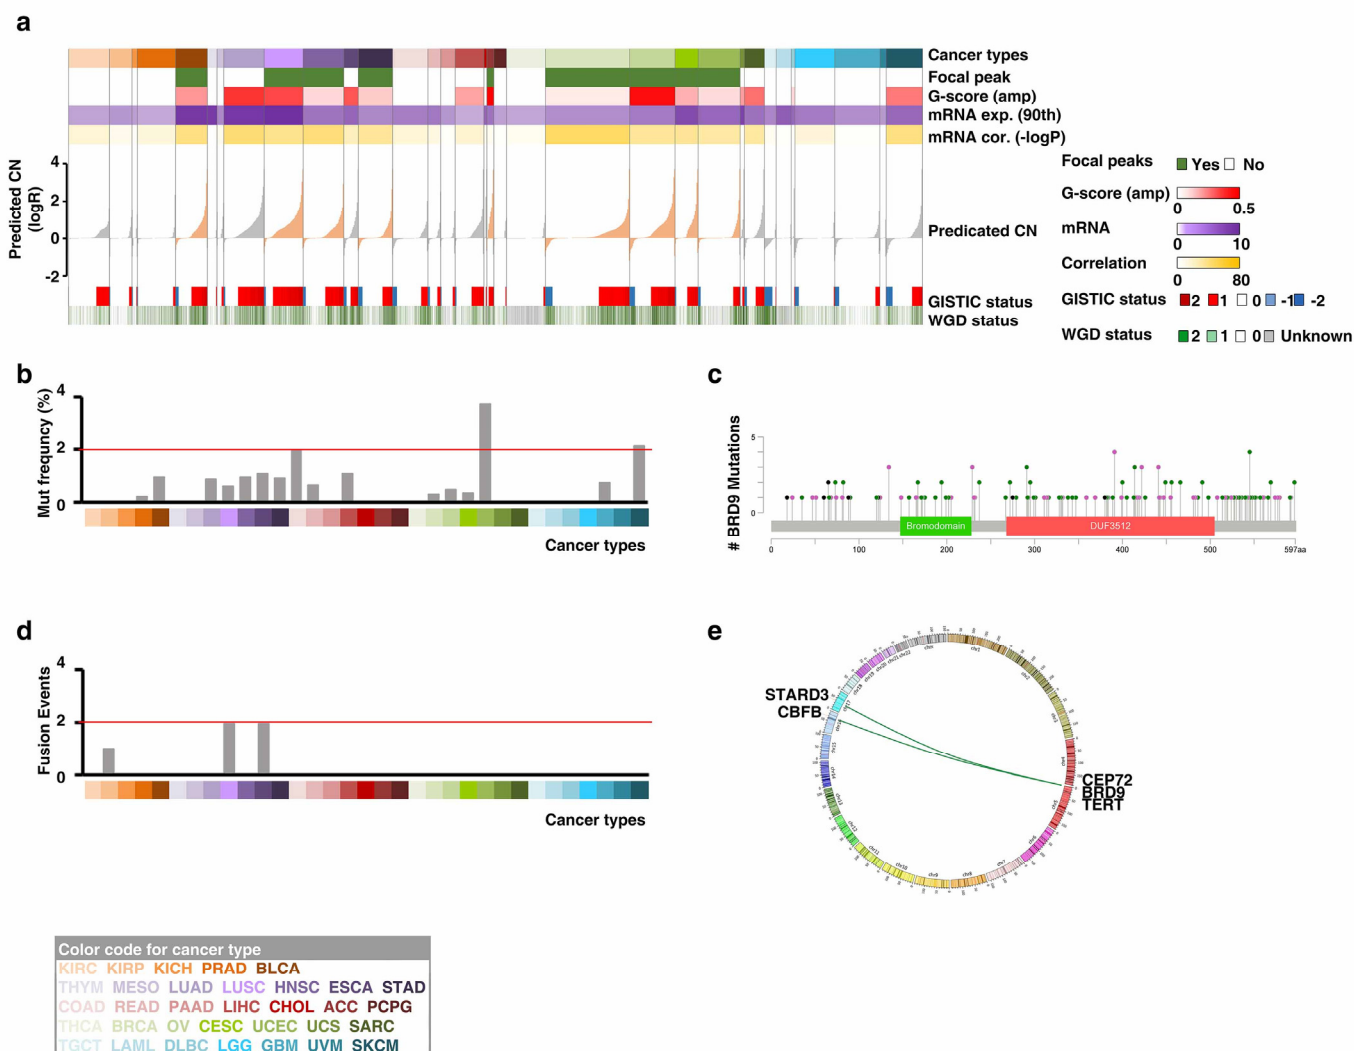 a
Cancer types
Focal peak
G-score (amp)
mRNA exp. (90th)
mRNA cor. (-logP)
Predicted CN
(logR)
4
2
0
-2
Predicated CN
GISTIC status
WGD status
Focal peaks Yes No
G-score (amp)
0 0.5
mRNA
0 10
Correlation
0 80
GISTIC status 2 1 0 -1 -2
WGD status 2 1 0 Unknown
b
Mut frequncy (%)
4
2
0
Cancer types
c
# BRD9 Mutations
5
0
Bromodomain
DUF3512
0 100 200 300 400 500 597aa
d
Fusion Events
4
2
0
Cancer types
e
STARD3
CBFB
CEP72
BRD9
TERT
Color code for cancer type
KIRC KIRP KICH PRAD BLCA
THYM MESO LUAD LUSC HNSC ESCA STAD
COAD READ PAAD LIHC CHOL ACC PCPG
THCA BRCA OV CESC UCEC UCS SARC
TGCT LAML DLBC LGG GBM UVM SKCM